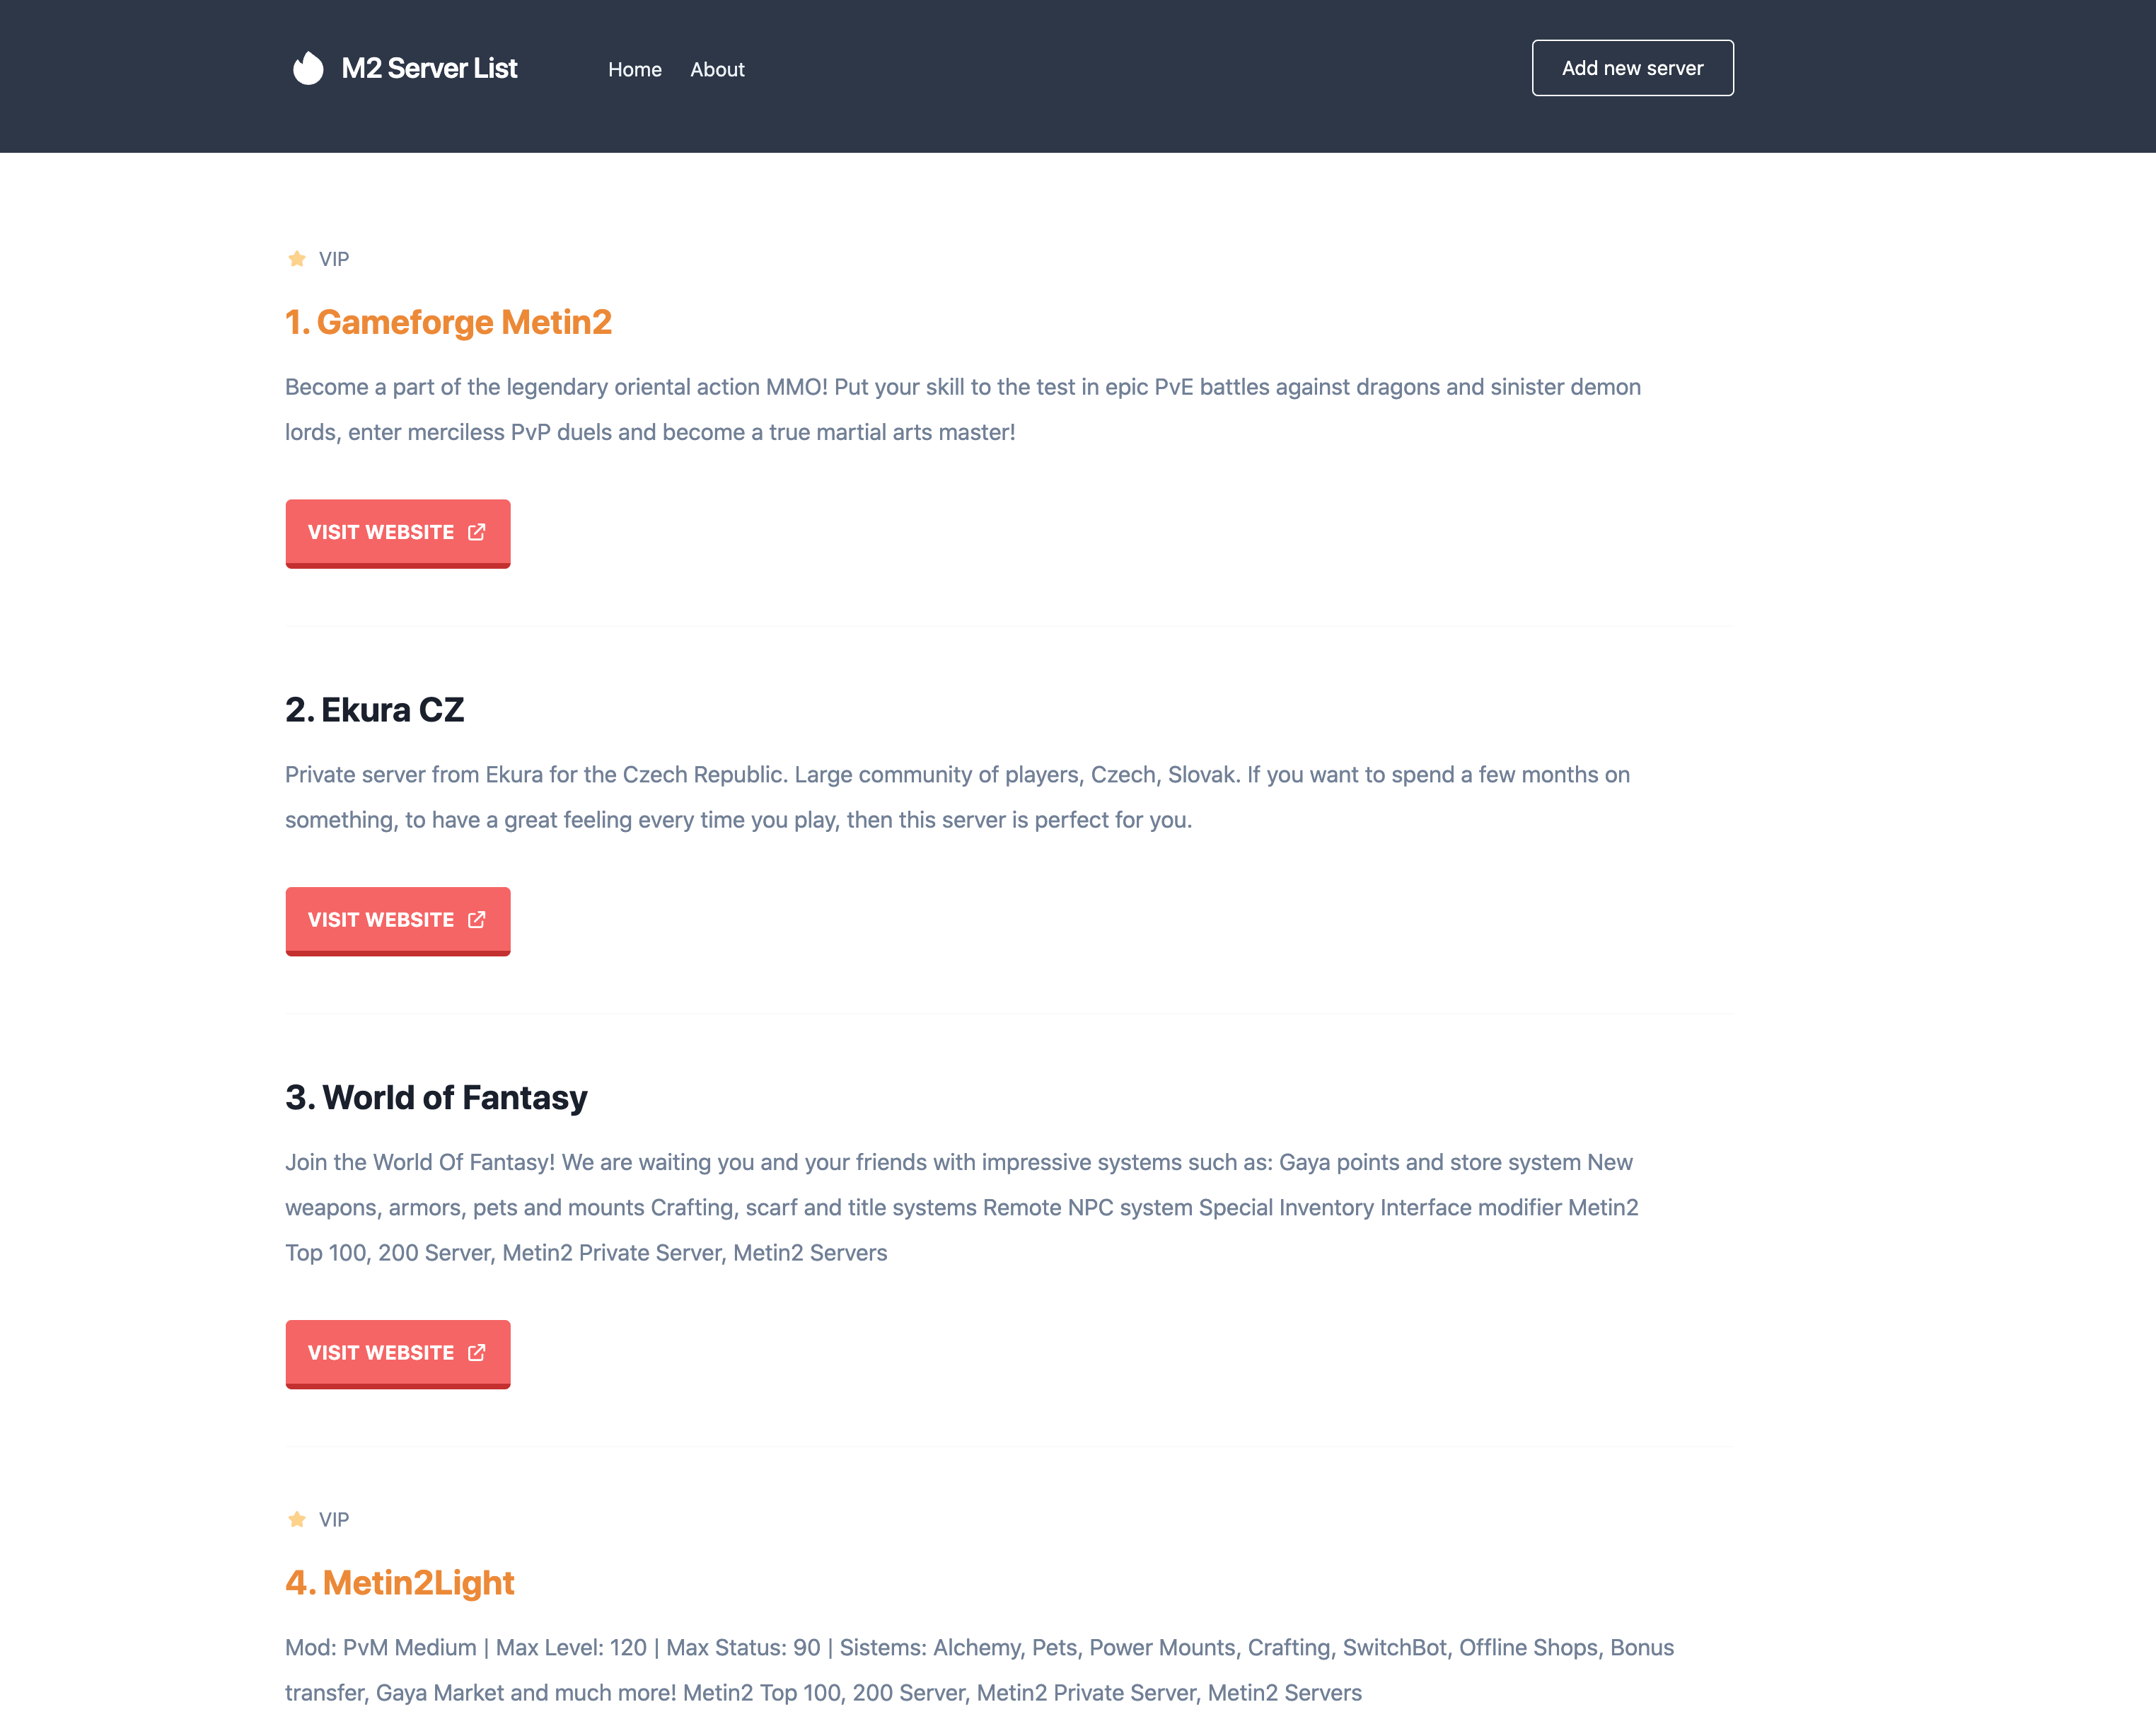 M2 Server List
Home
About
Add new server
VIP
1. Gameforge Metin2
Become a part of the legendary oriental action MMO! Put your skill to the test in epic PvE battles against dragons and sinister demon
lords, enter merciless PvP duels and become a true martial arts master!
VISIT WEBSITE
2. Ekura CZ
Private server from Ekura for the Czech Republic. Large community of players, Czech, Slovak. If you want to spend a few months on
something, to have a great feeling every time you play, then this server is perfect for you.
VISIT WEBSITE
3. World of Fantasy
Join the World Of Fantasy! We are waiting you and your friends with impressive systems such as: Gaya points and store system New
weapons, armors, pets and mounts Crafting, scarf and title systems Remote NPC system Special Inventory Interface modifier Metin2
Top 100, 200 Server, Metin2 Private Server, Metin2 Servers
VISIT WEBSITE
VIP
4. Metin2Light
Mod: PvM Medium | Max Level: 120 | Max Status: 90 | Sistems: Alchemy, Pets, Power Mounts, Crafting, SwitchBot, Offline Shops, Bonus
transfer, Gaya Market and much more! Metin2 Top 100, 200 Server, Metin2 Private Server, Metin2 Servers